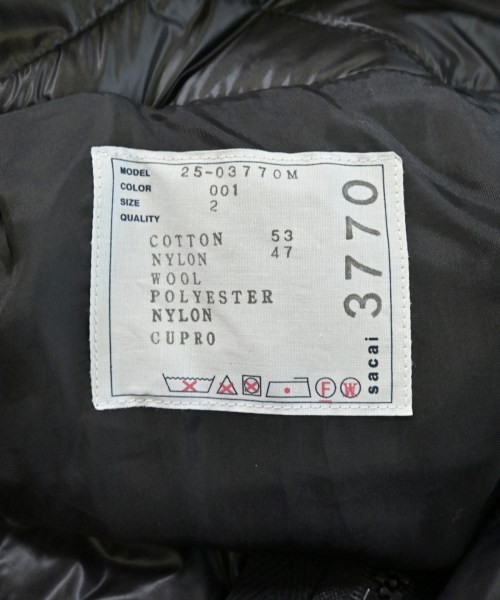 MODEL 25-03770M
COLOR 001
SIZE 2
QUALITY
COTTON 53
NYLON 47
WOOL
POLYESTER
NYLON
CUPRO
F W
sacai 3770